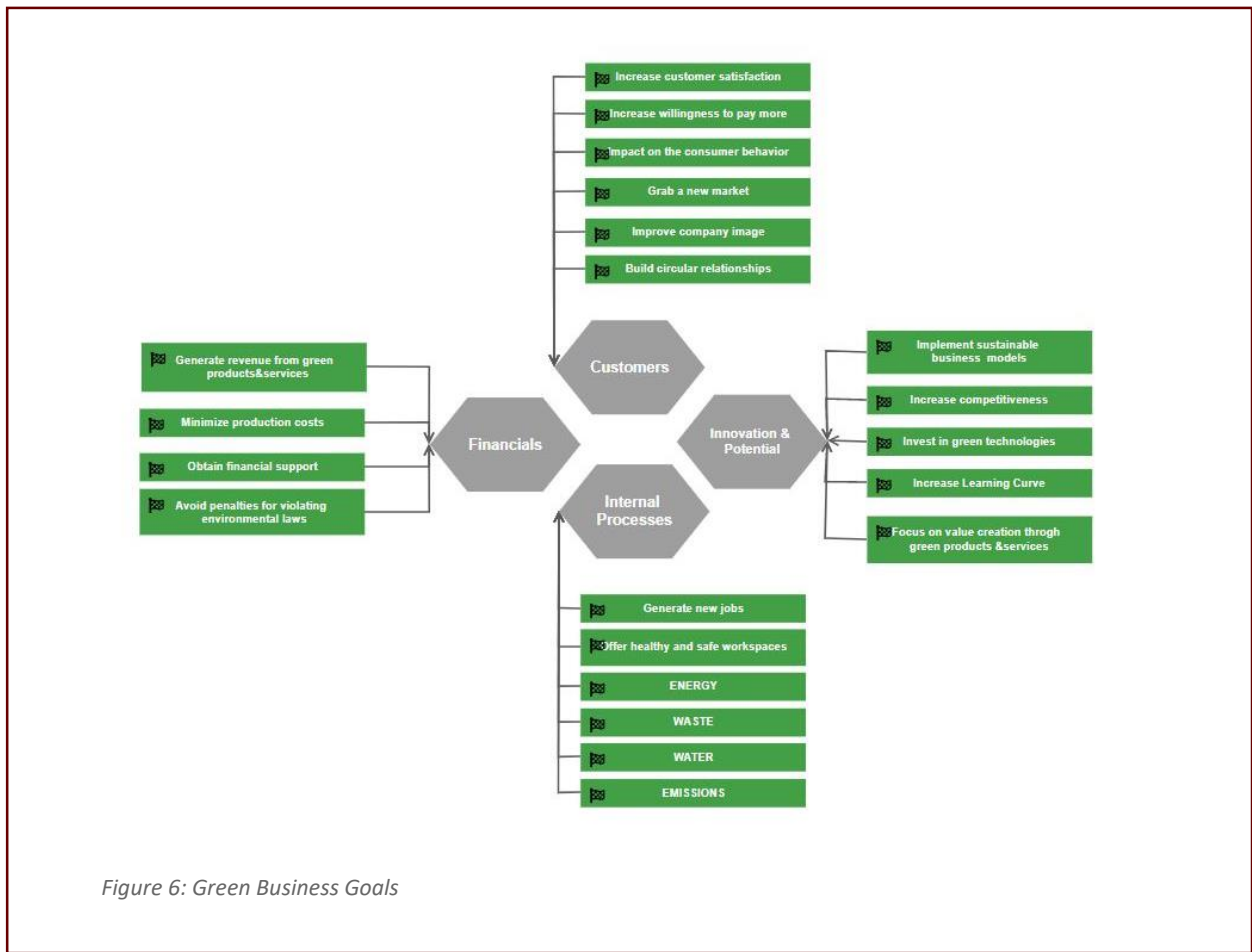 Increase customer satisfaction
Increase willingness to pay more
Impact on the consumer behavior
Grab a new market
Improve company image
Build circular relationships
Customers
Generate revenue from green
products&services
Minimize production costs
Obtain financial support
Avoid penalties for violating
environmental laws
Financials
Innovation &
Potential
Implement sustainable
business models
Increase competitiveness
Invest in green technologies
Increase Learning Curve
Focus on value creation throgh
green products &services
Internal
Processes
Generate new jobs
Offer healthy and safe workspaces
ENERGY
WASTE
WATER
EMISSIONS
Figure 6: Green Business Goals